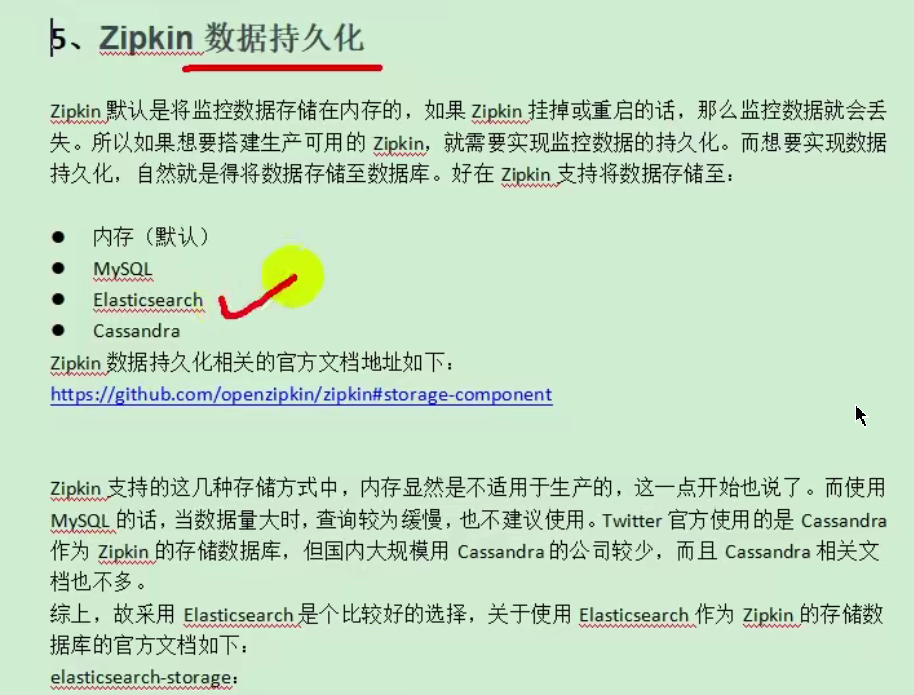 5、Zipkin 数据持久化
Zipkin 默认是将监控数据存储在内存的，如果 Zipkin 挂掉或重启的话，那么监控数据就会丢
失。所以如果想要搭建生产可用的 Zipkin，就需要实现监控数据的持久化。而想要实现数据
持久化，自然就是得将数据存储至数据库。好在 Zipkin 支持将数据存储至：
● 内存（默认）
● MySQL
● Elasticsearch
● Cassandra
Zipkin 数据持久化相关的官方文档地址如下：
https://github.com/openzipkin/zipkin#storage-component
Zipkin 支持的这几种存储方式中，内存显然是不适用于生产的，这一点开始也说了。而使用
MySQL 的话，当数据量大时，查询较为缓慢，也不建议使用。Twitter 官方使用的是 Cassandra
作为 Zipkin 的存储数据库，但国内大规模用 Cassandra 的公司较少，而且 Cassandra 相关文
档也不多。
综上，故采用 Elasticsearch 是个比较好的选择，关于使用 Elasticsearch 作为 Zipkin 的存储数
据库的官方文档如下：
elasticsearch-storage：